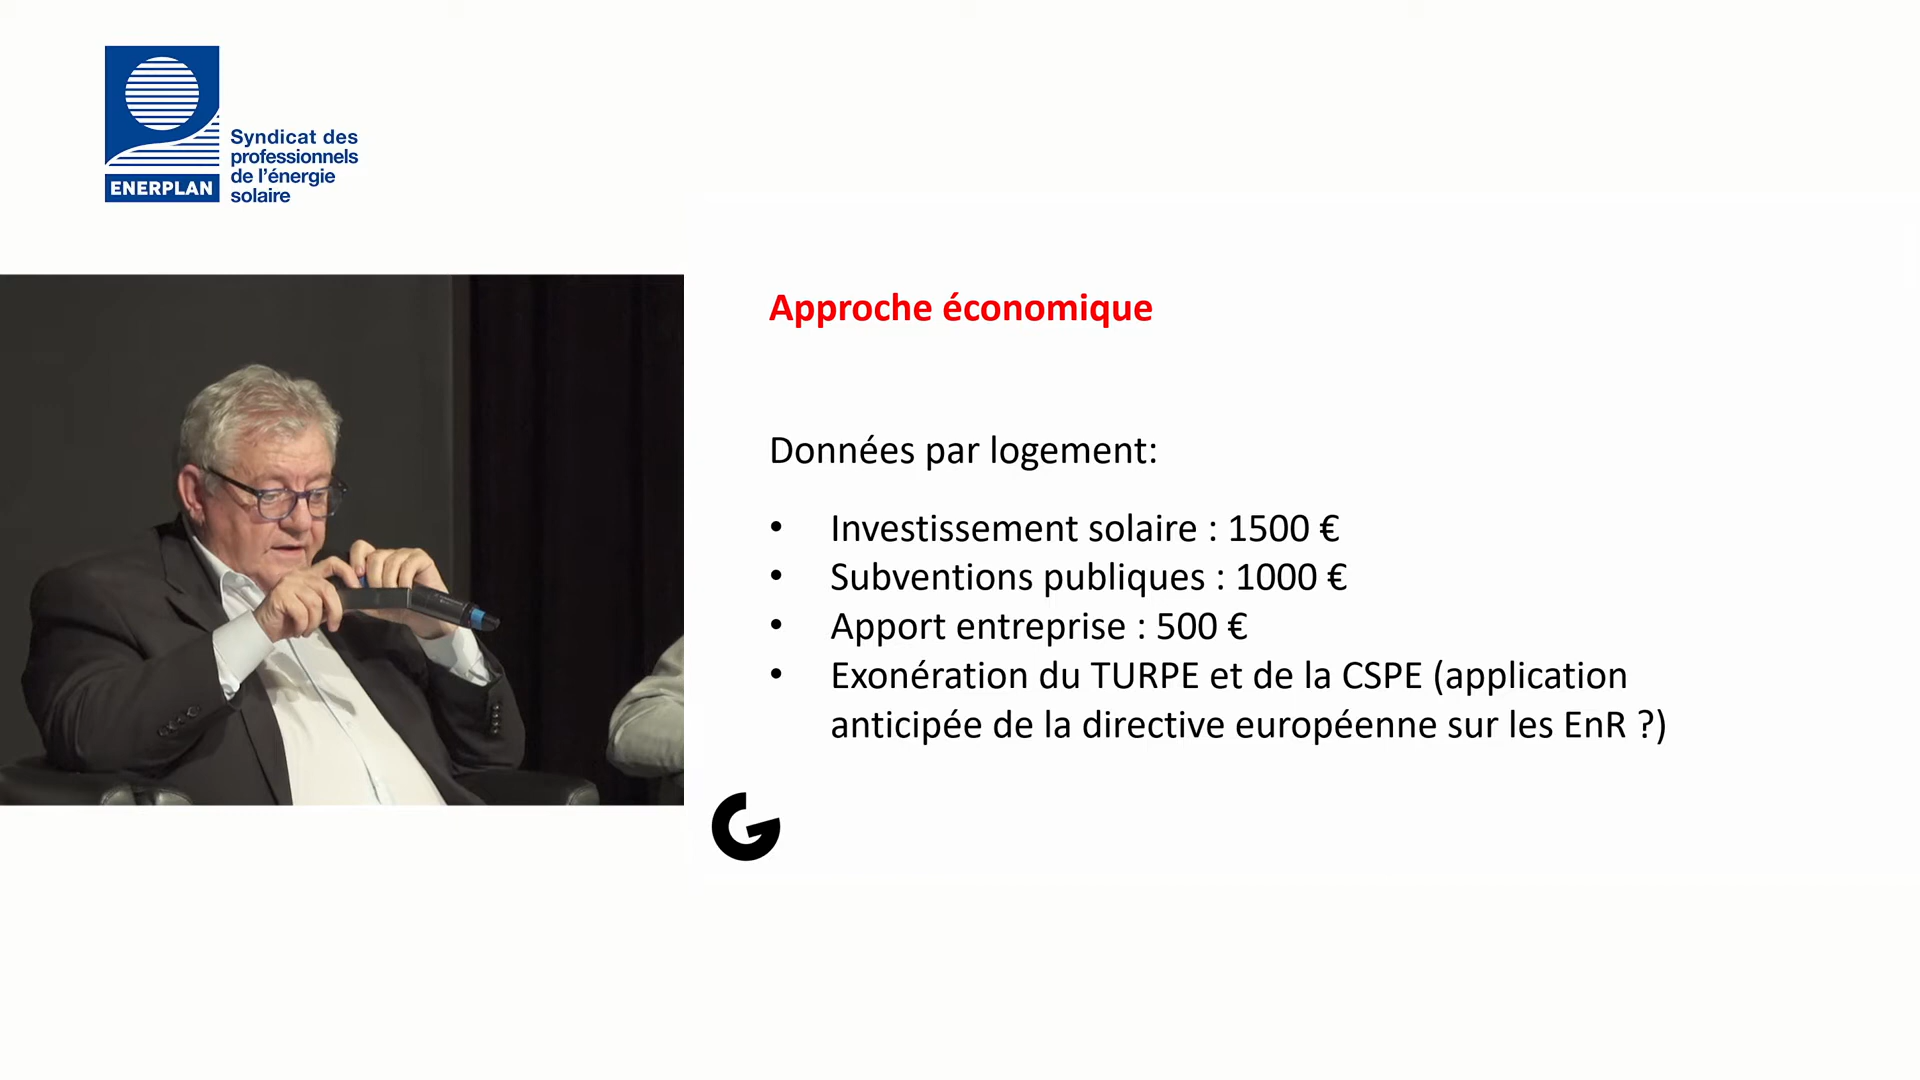 Syndicat des
professionnels
de l'énergie
solaire
ENERPLAN
Approche économique
Données par logement:
• Investissement solaire : 1500 €
• Subventions publiques : 1000 €
• Apport entreprise : 500 €
• Exonération du TURPE et de la CSPE (application
anticipée de la directive européenne sur les EnR ?)